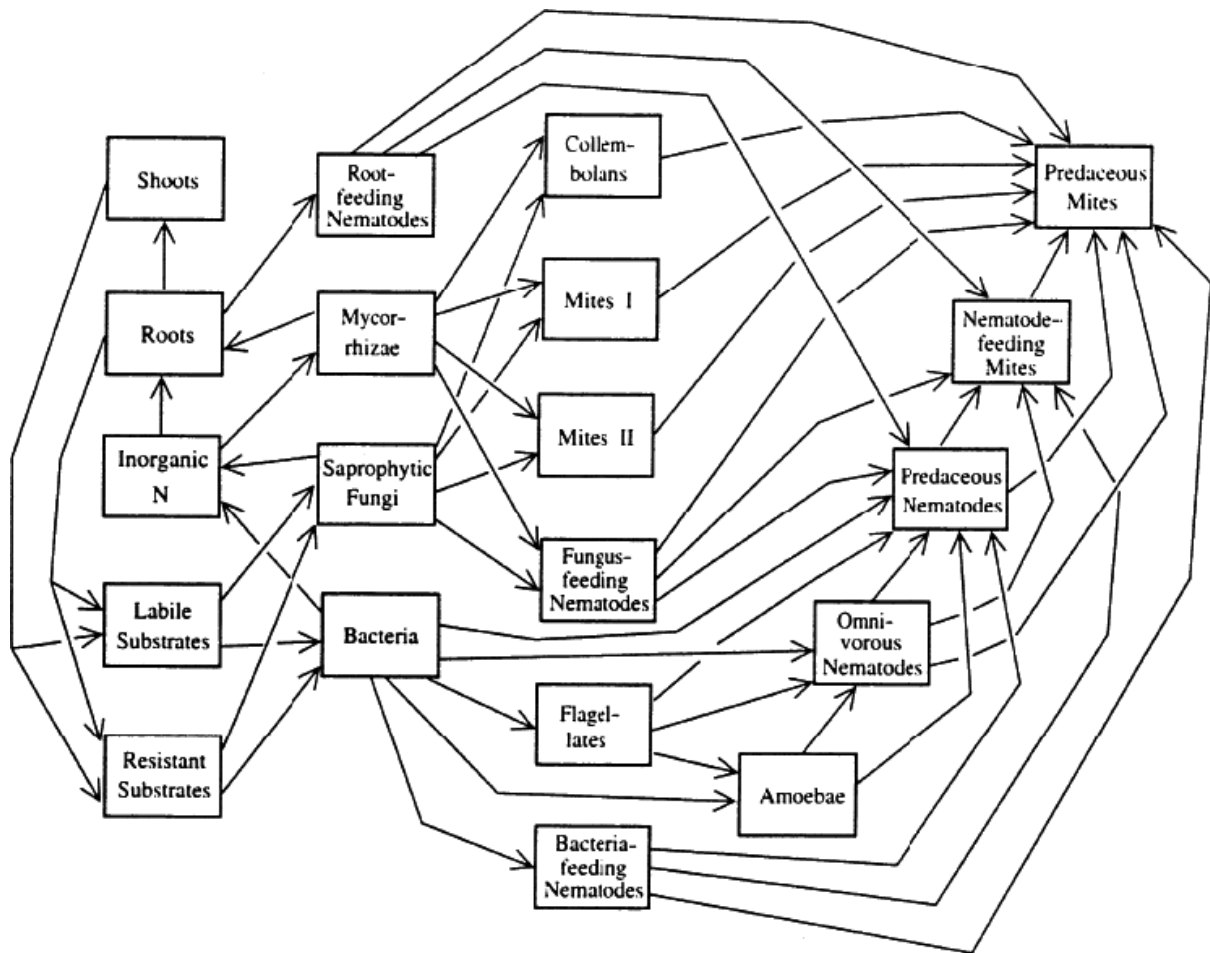 Shoots
Roots
Inorganic
N
Labile
Substrates
Resistant
Substrates
Root-
feeding
Nematodes
Mycor-
rhizae
Saprophytic
Fungi
Bacteria
Collem-
bolans
Mites I
Mites II
Fungus-
feeding
Nematodes
Flagel-
lates
Bacteria-
feeding
Nematodes
Amoebae
Omni-
vorous
Nematodes
Predaceous
Nematodes
Nematode-
feeding
Mites
Predaceous
Mites